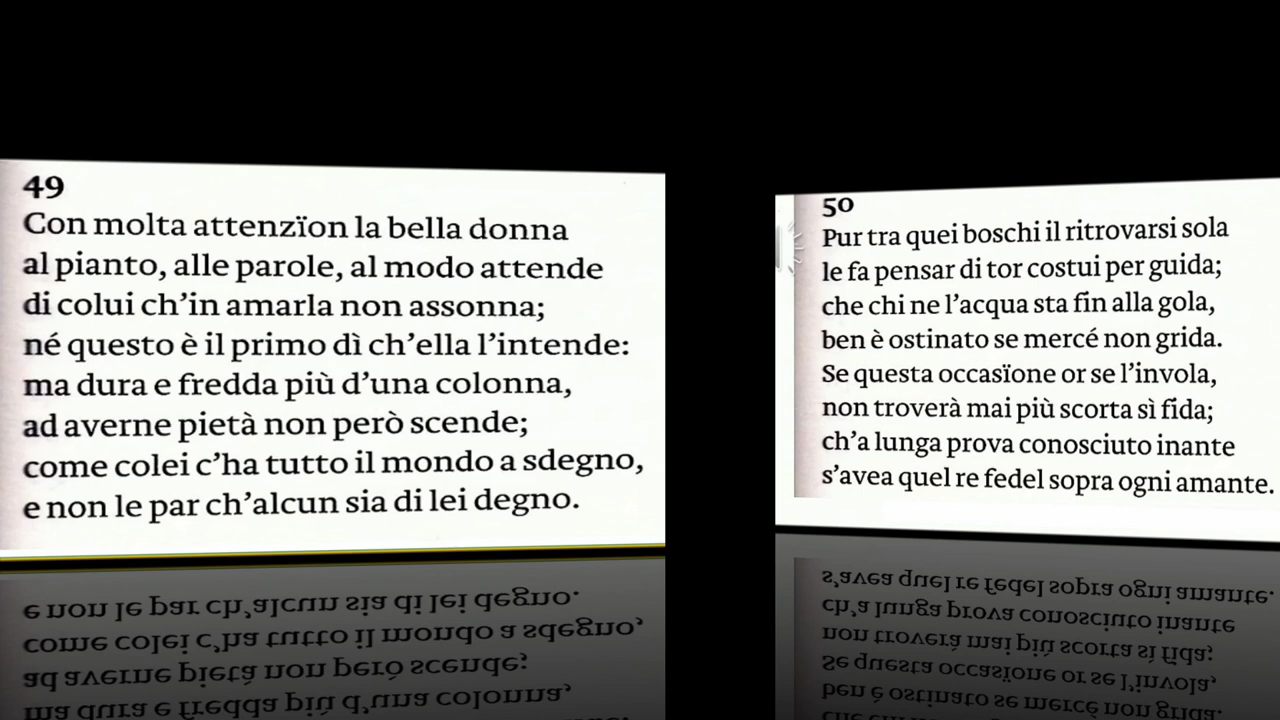 49
Con molta attenzïon la bella donna
al pianto, alle parole, al modo attende
di colui ch'in amarla non assonna;
né questo è il primo dì ch'ella l'intende:
ma dura e fredda più d'una colonna,
ad averne pietà non però scende;
come colei c'ha tutto il mondo a sdegno,
e non le par ch'alcun sia di lei degno.
50
Pur tra quei boschi il ritrovarsi sola
le fa pensar di tor costui per guida;
che chi ne l'acqua sta fin alla gola,
ben è ostinato se mercé non grida.
Se questa occasïone or se l'invola,
non troverà mai più scorta sì fida;
ch'a lunga prova conosciuto inante
s'avea quel re fedel sopra ogni amante.